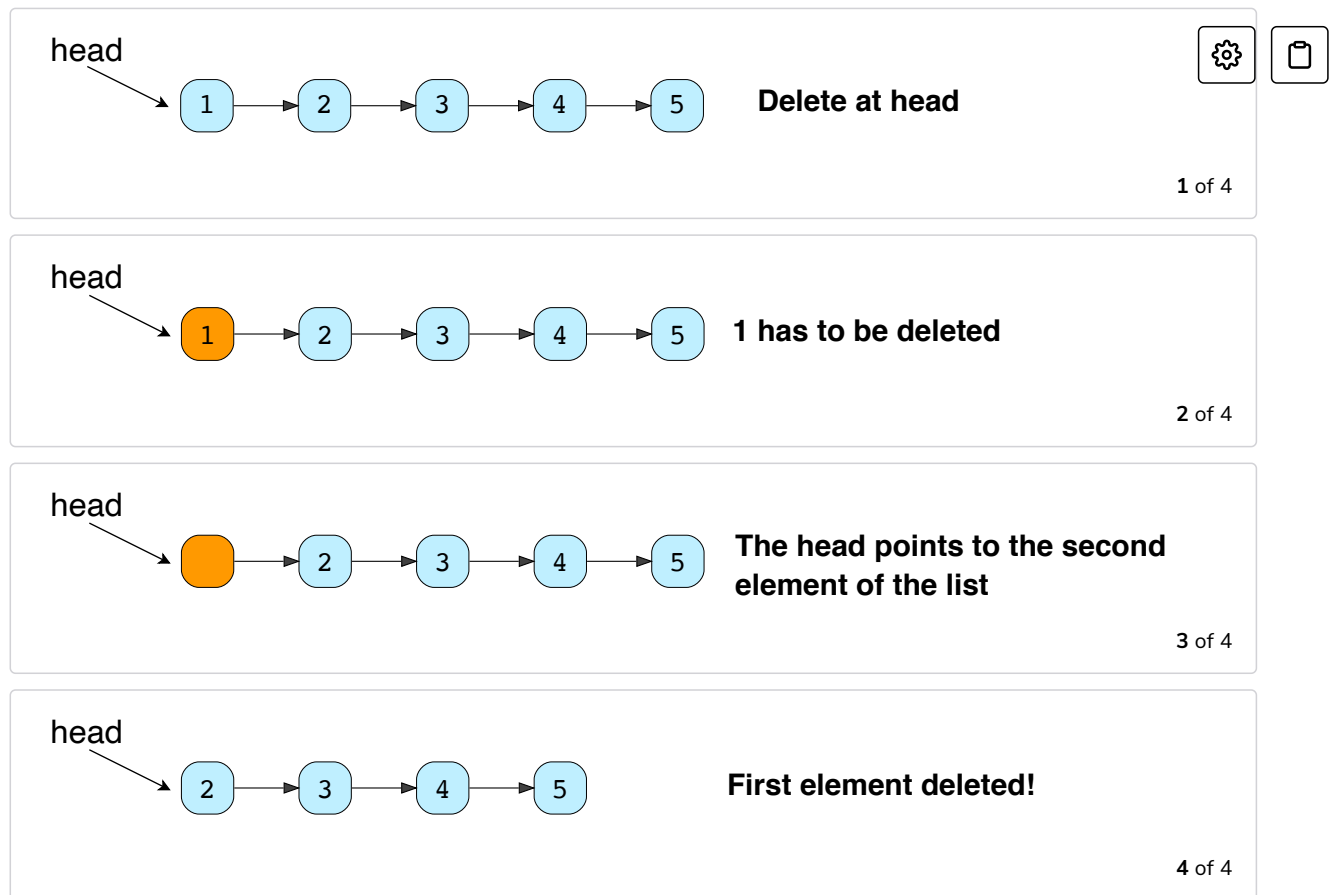 head
1 2 3 4 5 Delete at head
1 of 4
head
1 2 3 4 5 1 has to be deleted
2 of 4
head
2 3 4 5 The head points to the second
element of the list
3 of 4
head
2 3 4 5 First element deleted!
4 of 4